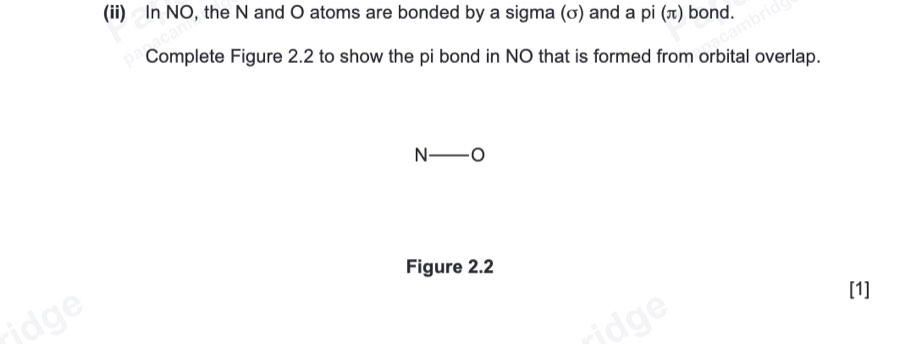 (ii) In NO, the N and O atoms are bonded by a sigma (σ) and a pi (π) bond.
Complete Figure 2.2 to show the pi bond in NO that is formed from orbital overlap.
N——O
Figure 2.2
[1]